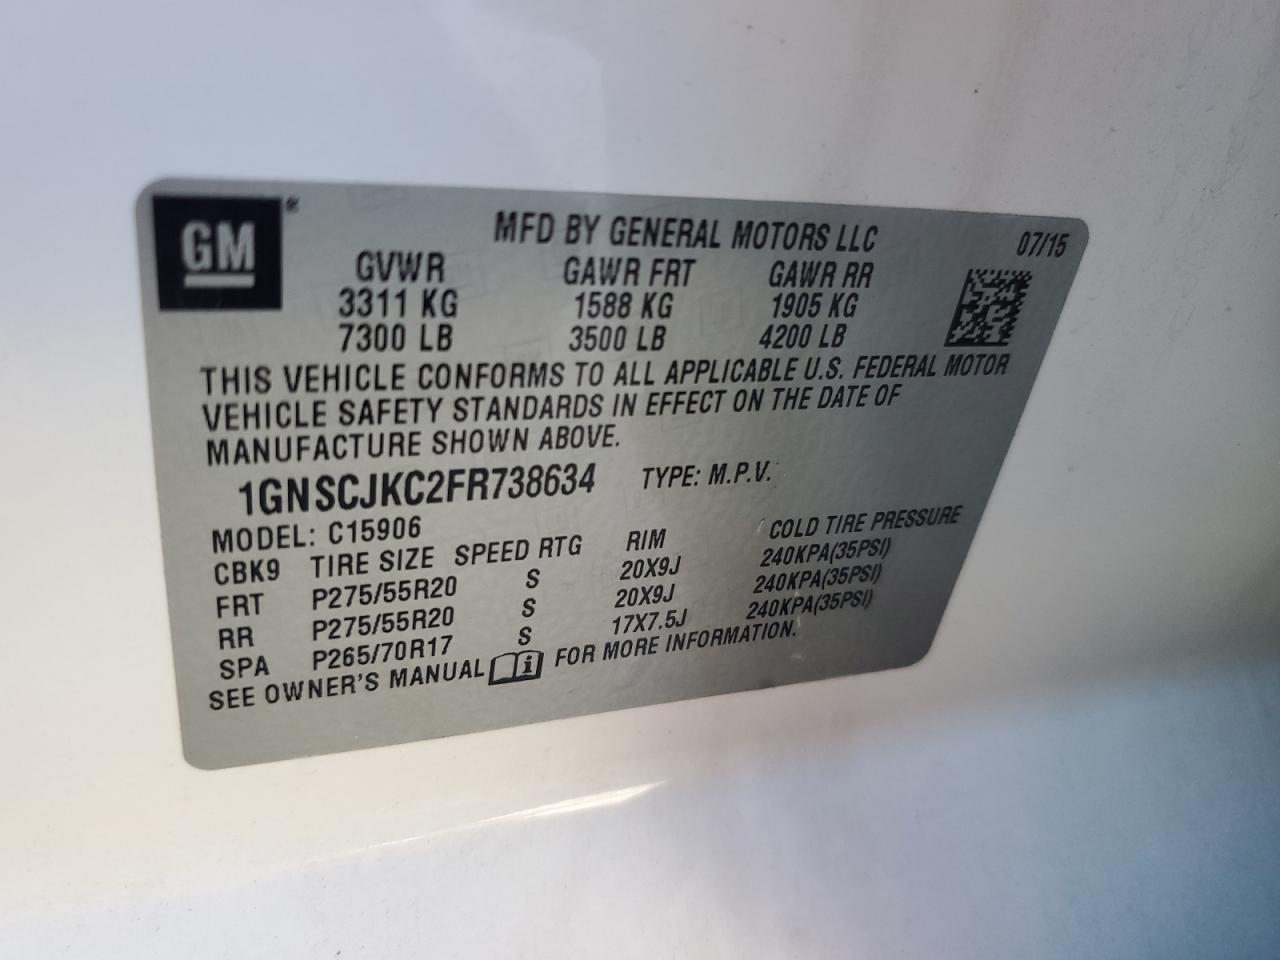 GM®
MFD BY GENERAL MOTORS LLC 07/15
GVWR GAWR FRT GAWR RR
3311 KG 1588 KG 1905 KG
7300 LB 3500 LB 4200 LB
THIS VEHICLE CONFORMS TO ALL APPLICABLE U.S. FEDERAL MOTOR
VEHICLE SAFETY STANDARDS IN EFFECT ON THE DATE OF
MANUFACTURE SHOWN ABOVE.
1GNSCJKC2FR738634 TYPE: M.P.V.
MODEL: C15906
CBK9 TIRE SIZE SPEED RTG RIM COLD TIRE PRESSURE
FRT P275/55R20 S 20X9J 240KPA(35PSI)
RR P275/55R20 S 20X9J 240KPA(35PSI)
SPA P265/70R17 S 17X7.5J 240KPA(35PSI)
SEE OWNER'S MANUAL i FOR MORE INFORMATION.